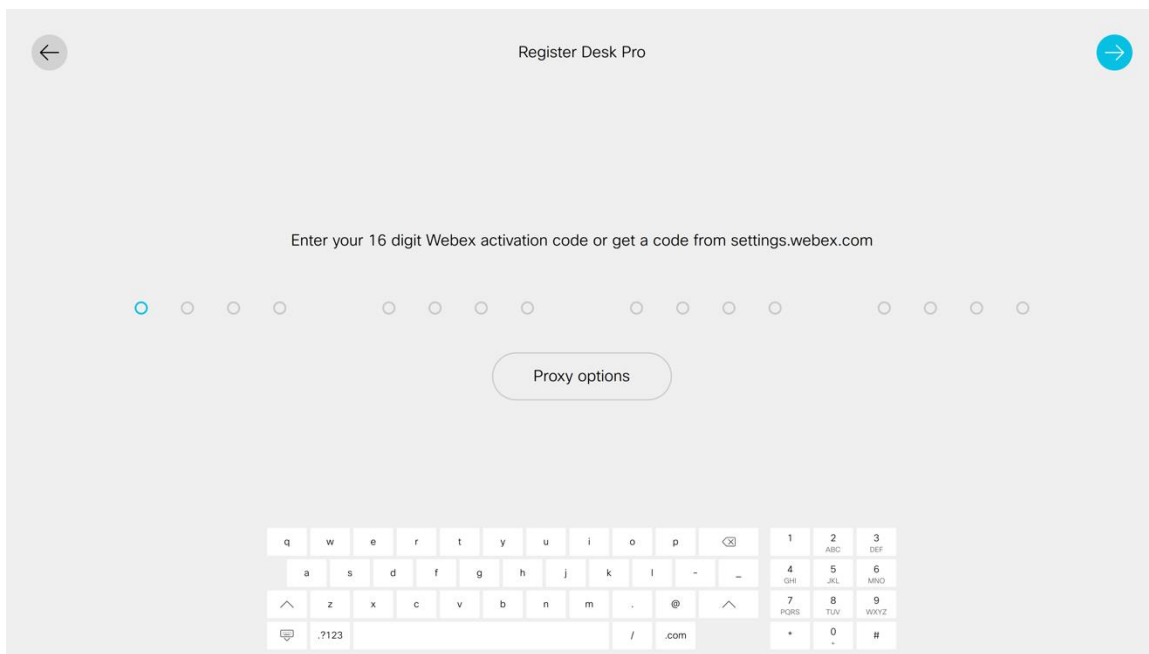 Register Desk Pro
Enter your 16 digit Webex activation code or get a code from settings.webex.com
Proxy options
q w e r t y u i o p 1 2 ABC 3 DEF
a s d f g h j k l - _ 4 GHI 5 JKL 6 MNO
z x c v b n m . @ 7 PQRS 8 TUV 9 WXYZ
.?123 / .com 0 #